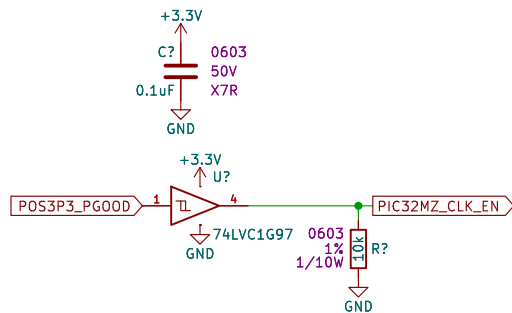 +3.3V
C?
0603
50V
0.1uF
X7R
GND
+3.3V
U?
POS3P3_PGOOD
1
4
PIC32MZ_CLK_EN
74LVC1G97
GND
0603
1%
1/10W
10k
R?
GND